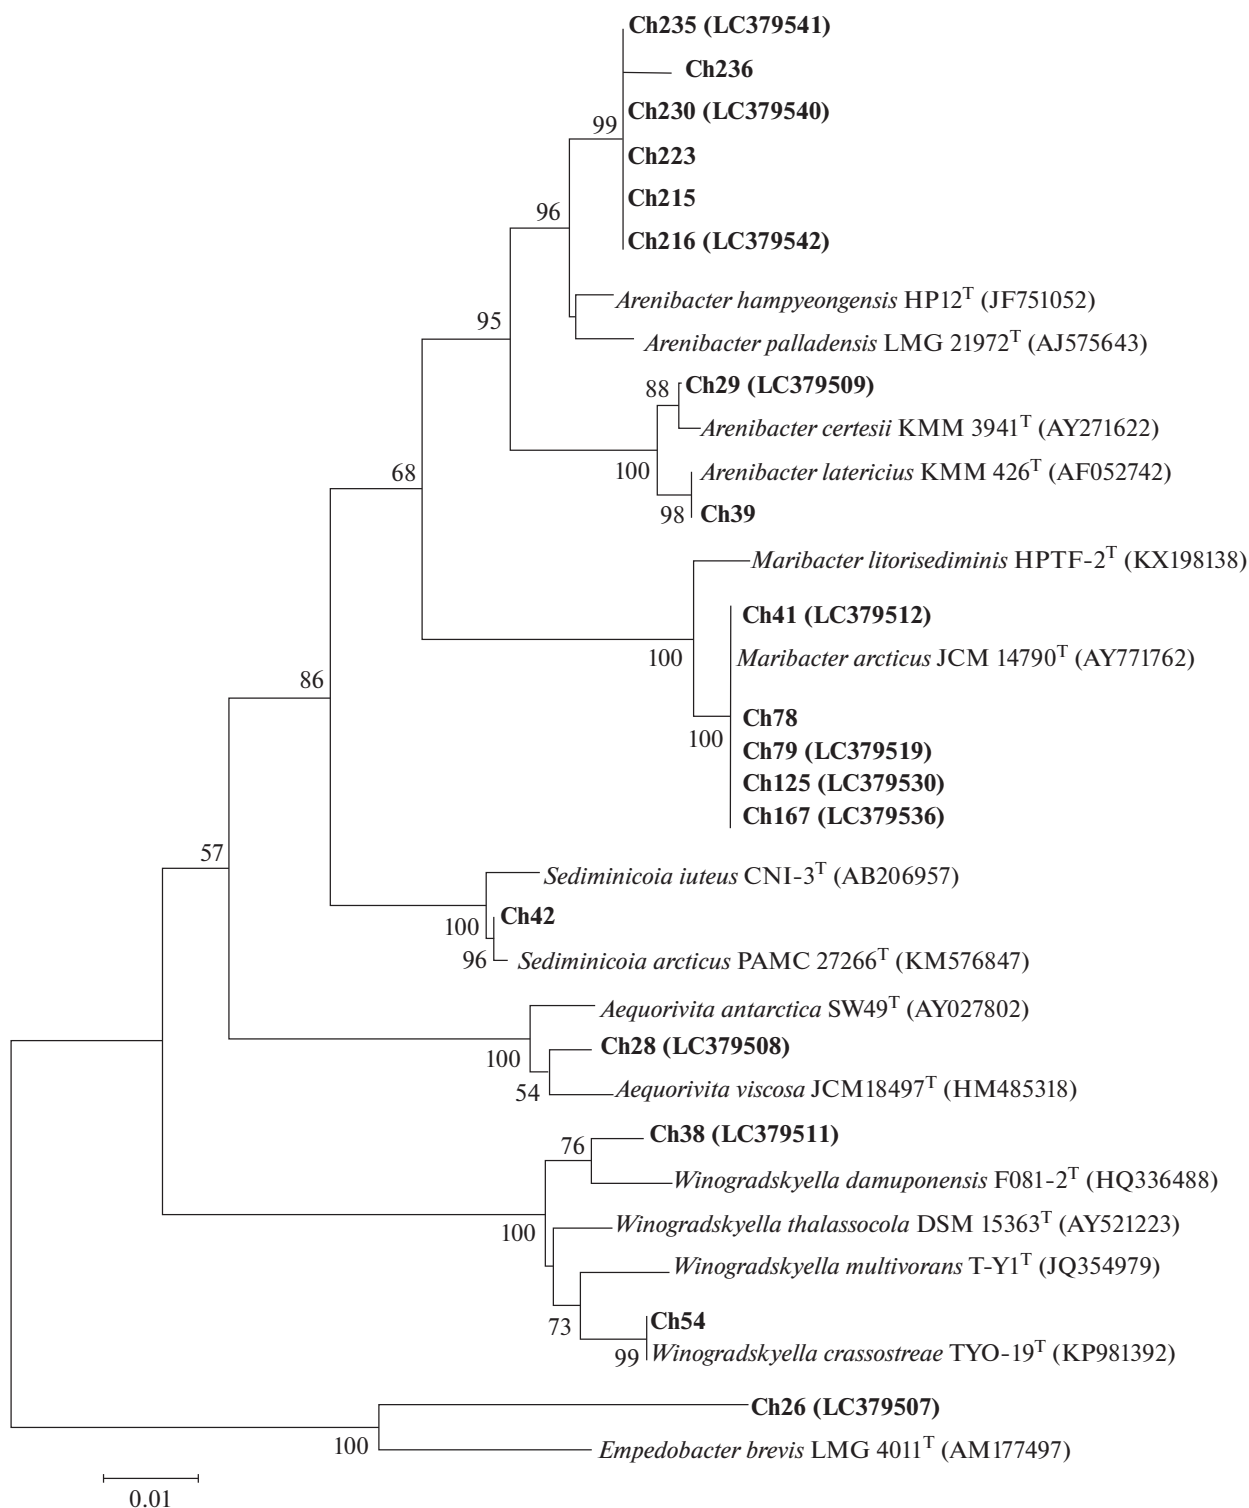 Ch235 (LC379541)
Ch236
Ch230 (LC379540)
99
Ch223
Ch215
96
Ch216 (LC379542)
Arenibacter hampyeongensis HP12ᵀ (JF751052)
95
Arenibacter palladensis LMG 21972ᵀ (AJ575643)
88
Ch29 (LC379509)
Arenibacter certesii KMM 3941ᵀ (AY271622)
100
Arenibacter latericius KMM 426ᵀ (AF052742)
68
98
Ch39
Maribacter litorisediminis HPTF-2ᵀ (KX198138)
Ch41 (LC379512)
100
Maribacter arcticus JCM 14790ᵀ (AY771762)
86
Ch78
100
Ch79 (LC379519)
Ch125 (LC379530)
Ch167 (LC379536)
57
Sediminicoia iuteus CNI-3ᵀ (AB206957)
100
Ch42
96
Sediminicoia arcticus PAMC 27266ᵀ (KM576847)
Aequorivita antarctica SW49ᵀ (AY027802)
100
Ch28 (LC379508)
54
Aequorivita viscosa JCM18497ᵀ (HM485318)
76
Ch38 (LC379511)
Winogradskyella damuponensis F081-2ᵀ (HQ336488)
100
Winogradskyella thalassocola DSM 15363ᵀ (AY521223)
Winogradskyella multivorans T-Y1ᵀ (JQ354979)
73
Ch54
99
Winogradskyella crassostreae TYO-19ᵀ (KP981392)
Ch26 (LC379507)
100
Empedobacter brevis LMG 4011ᵀ (AM177497)
0.01